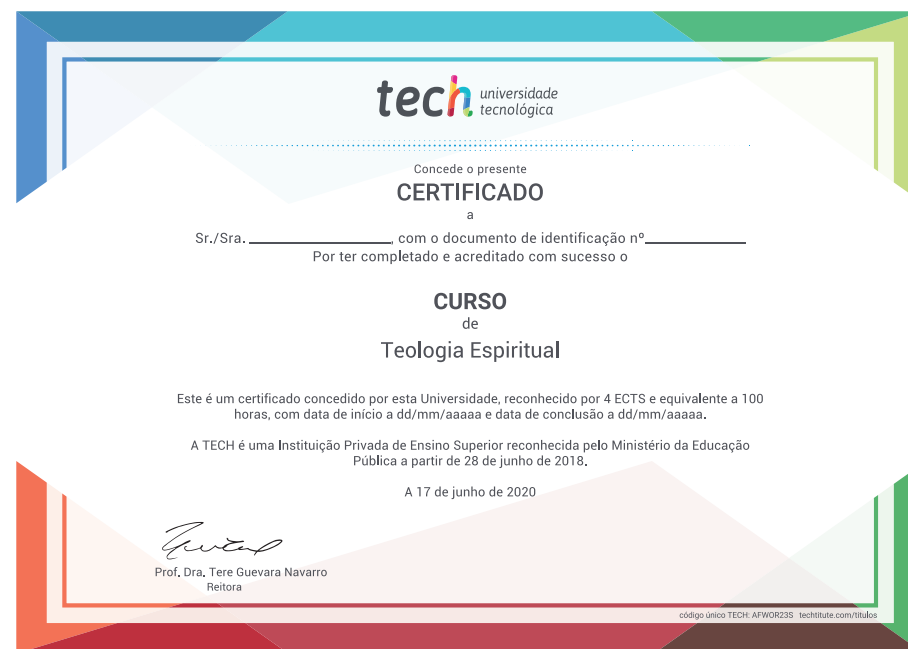 tech universidade
tecnológica
Concede o presente
CERTIFICADO
a
Sr./Sra. ____________________, com o documento de identificação nº______________
Por ter completado e acreditado com sucesso o
CURSO
de
Teologia Espiritual
Este é um certificado concedido por esta Universidade, reconhecido por 4 ECTS e equivalente a 100
horas, com data de início a dd/mm/aaaaa e data de conclusão a dd/mm/aaaaa.
A TECH é uma Instituição Privada de Ensino Superior reconhecida pelo Ministério da Educação
Pública a partir de 28 de junho de 2018.
A 17 de junho de 2020
Prof. Dra. Tere Guevara Navarro
Reitora
código único TECH: AFWOR23S techtitute.com/titulos